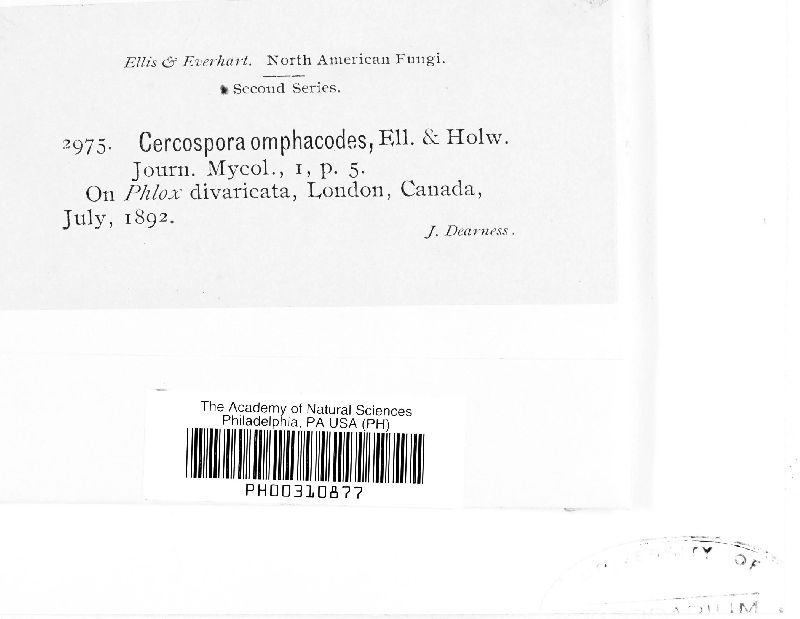 Ellis & Everhart. North American Fungi.
Second Series.
2975. Cercospora omphacodes, Ell. & Holw.
Journ. Mycol., 1, p. 5.
On Phlox divaricata, London, Canada,
July, 1892.
J. Dearness.
The Academy of Natural Sciences
Philadelphia, PA USA (PH)
PH00310877
OF